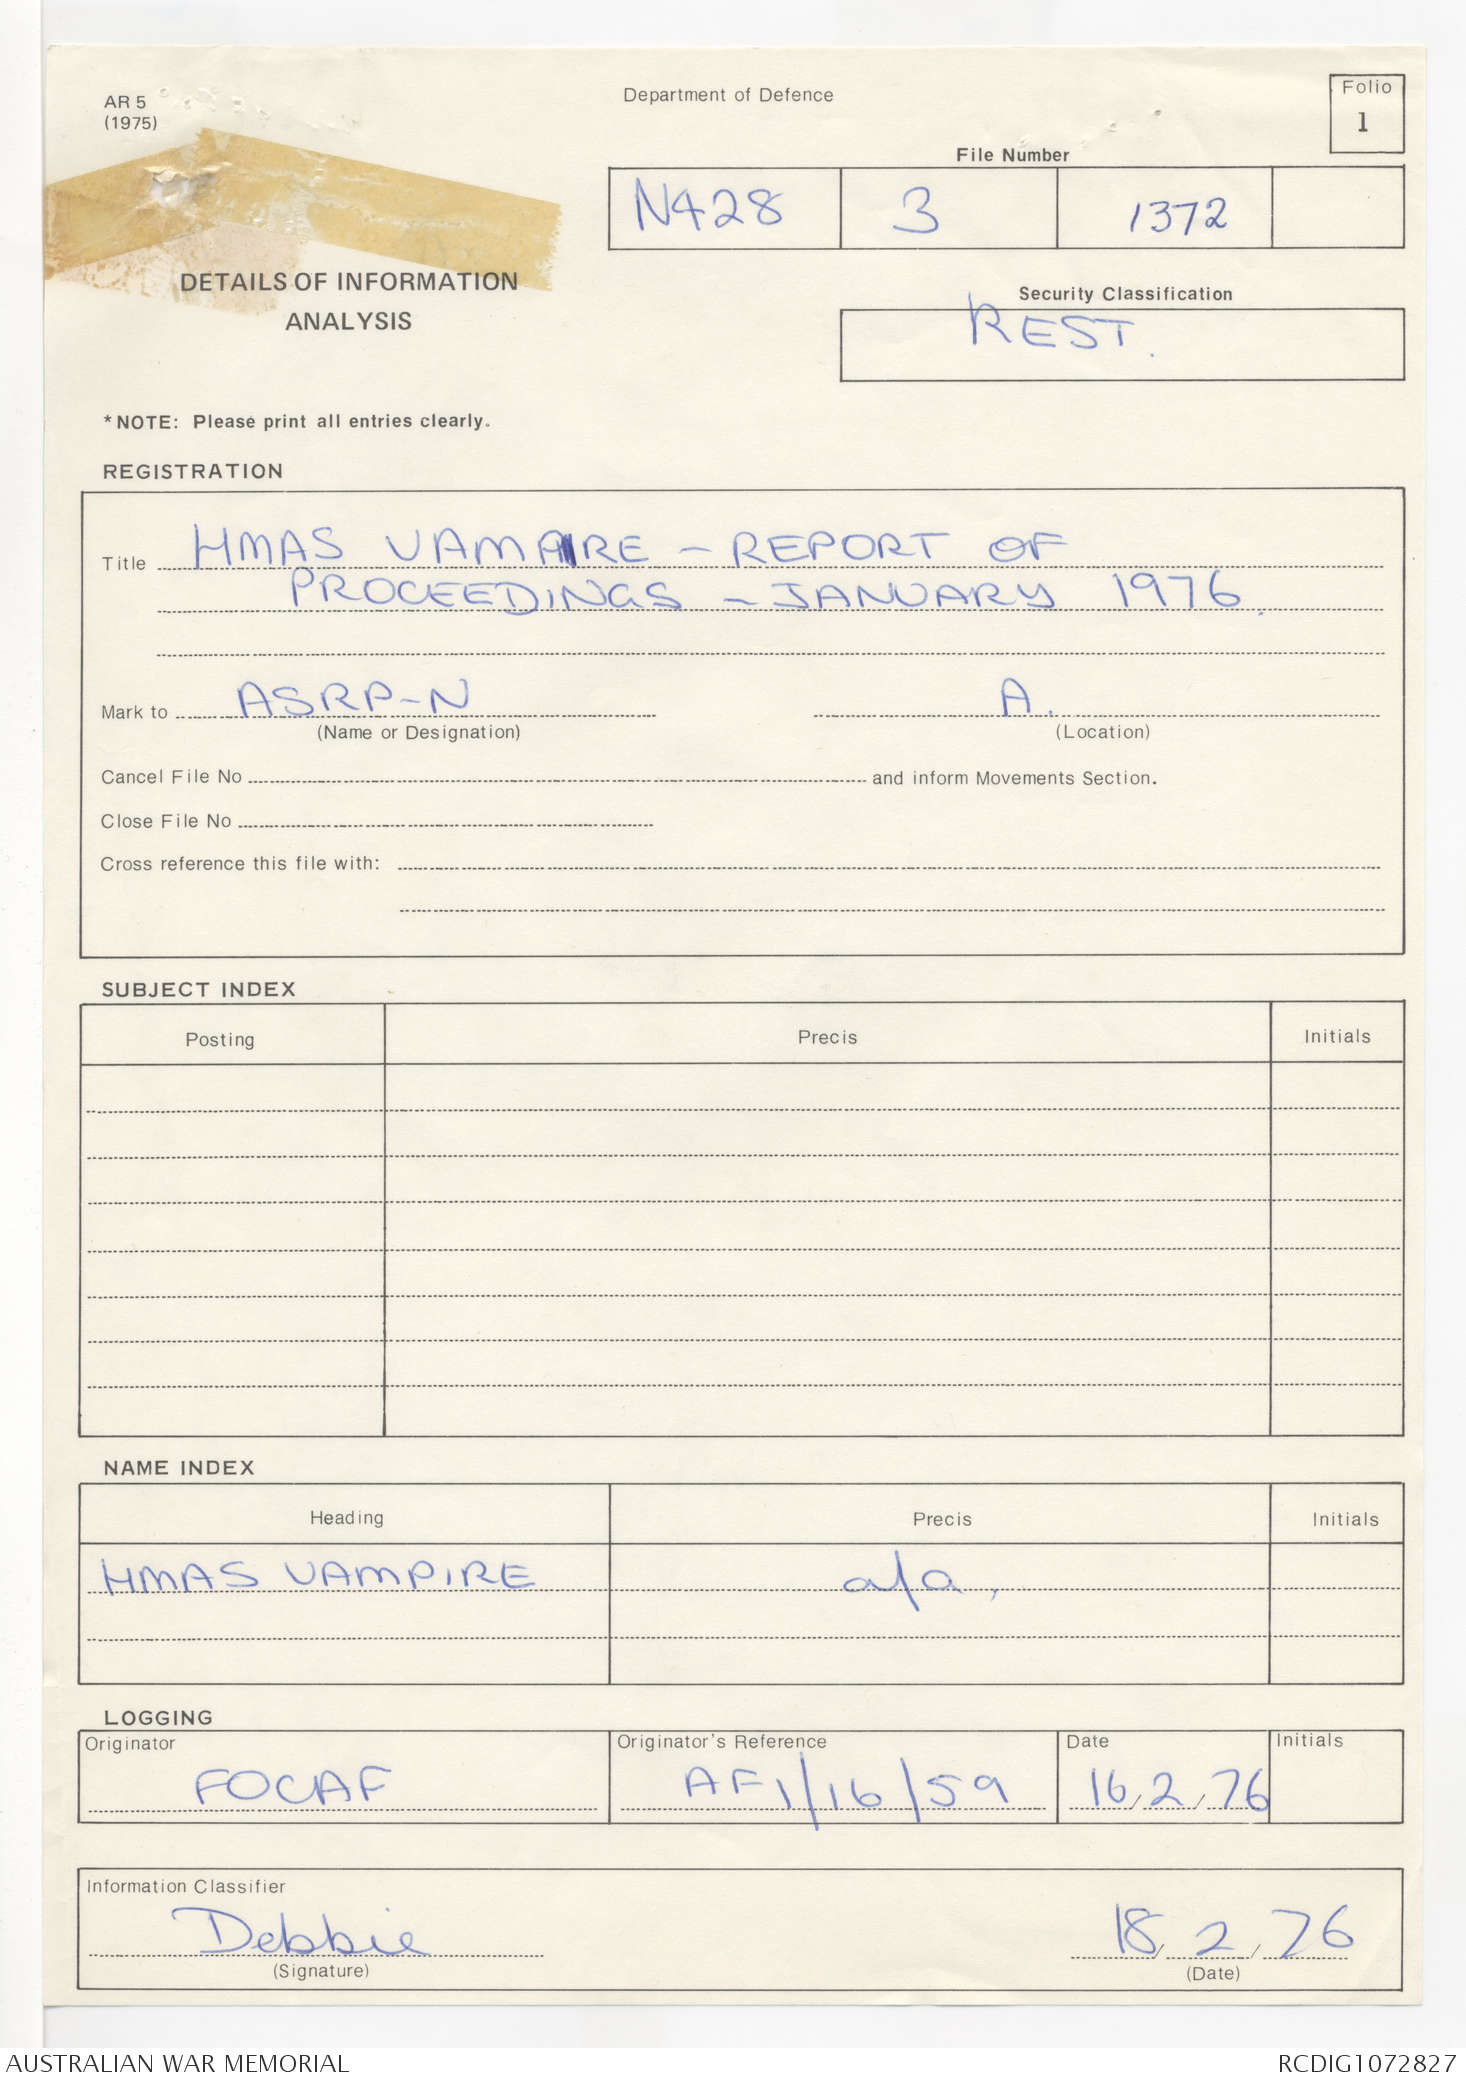 AR 5
(1975)
Department of Defence
Folio
1
File Number
N428 3 1372
DETAILS OF INFORMATION
ANALYSIS
Security Classification
REST.
*NOTE: Please print all entries clearly.
REGISTRATION
Title HMAS VAMPIRE - REPORT OF
PROCEEDINGS - JANUARY 1976.
Mark to ASRP-N A.
(Name or Designation) (Location)
Cancel File No and inform Movements Section.
Close File No
Cross reference this file with:
SUBJECT INDEX
Posting Precis Initials
NAME INDEX
Heading Precis Initials
HMAS VAMPIRE a/a,
LOGGING
Originator Originator's Reference Date Initials
FOCAF AF1/16/59 16/2/76
Information Classifier
Debbie 18/2/76
(Signature) (Date)
AUSTRALIAN WAR MEMORIAL RCDIG1072827